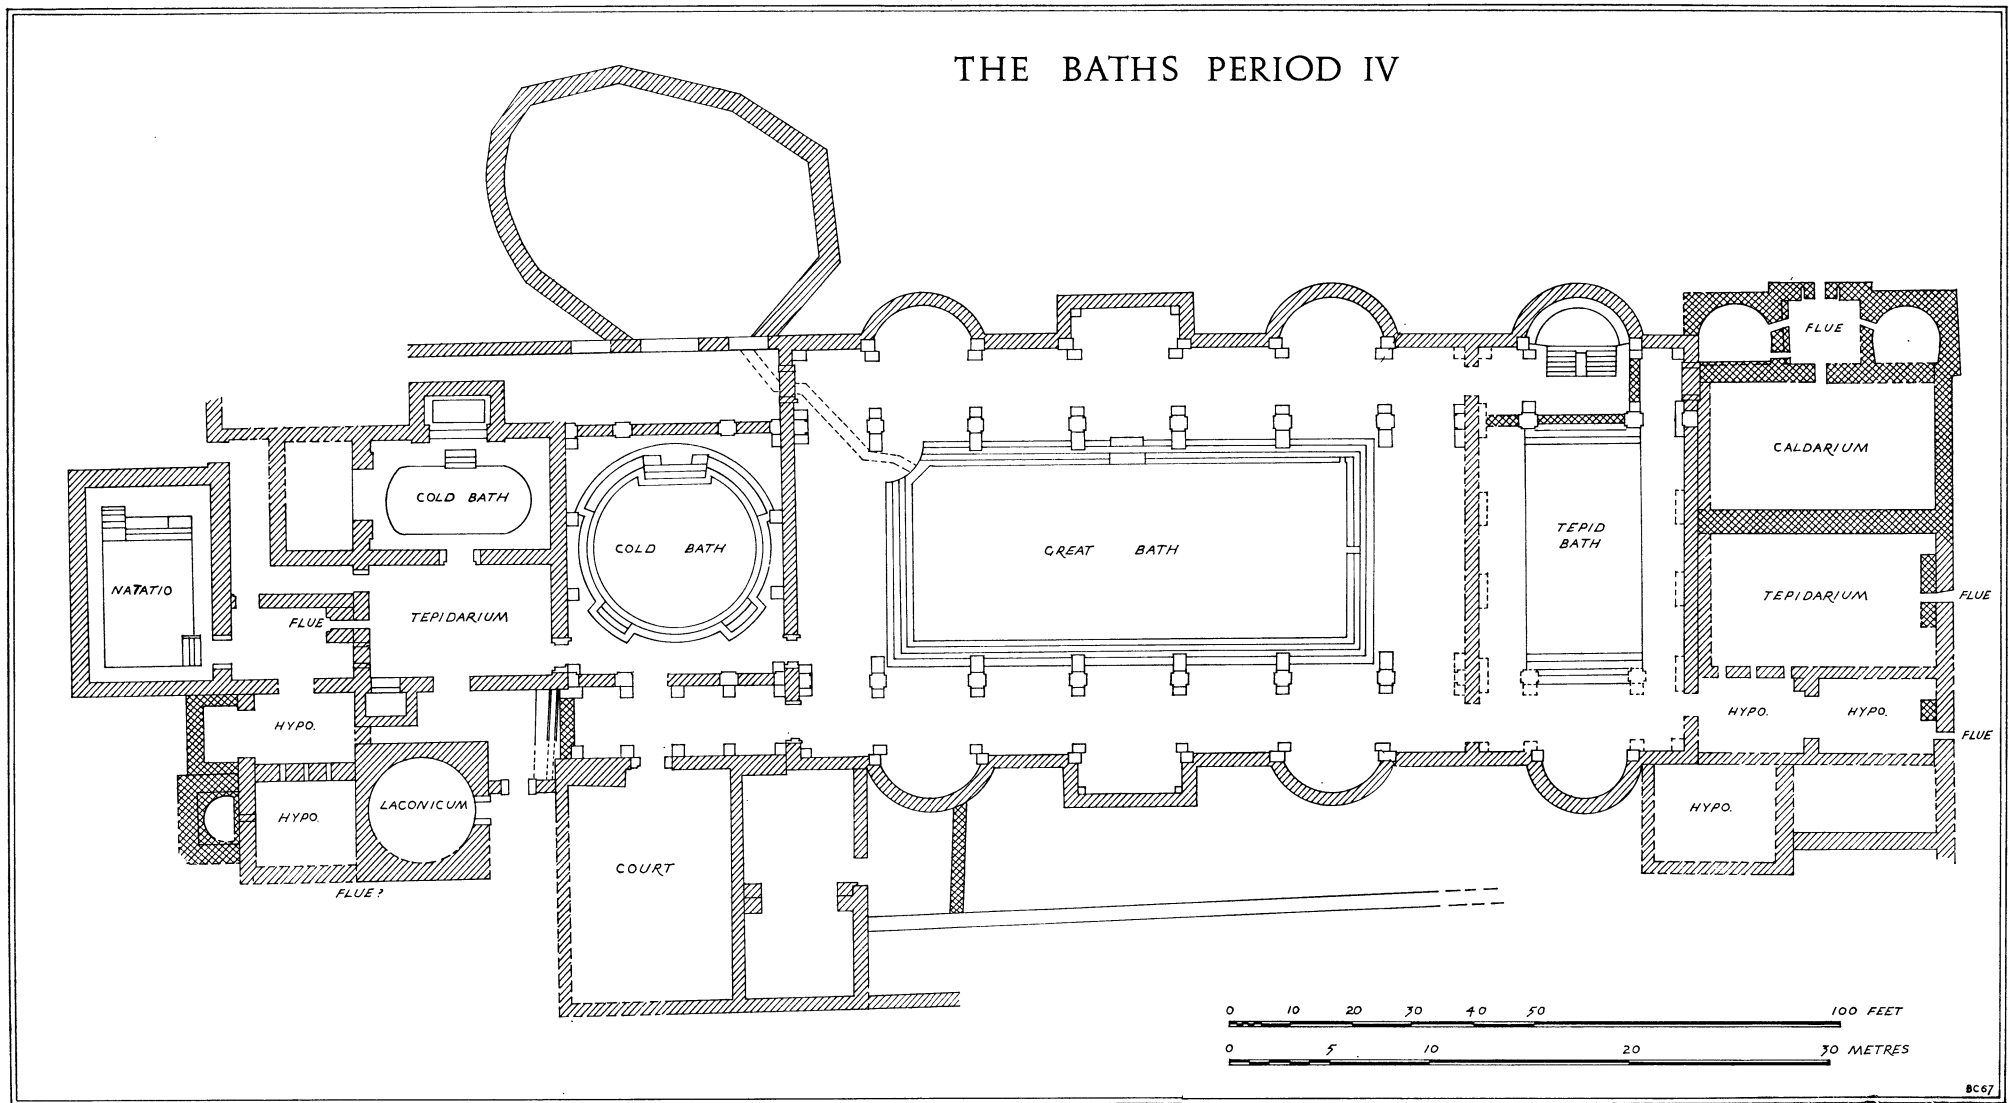 THE BATHS PERIOD IV
FLUE
CALDARIUM
COLD BATH
COLD BATH
GREAT BATH
TEPID
BATH
NATATIO
FLUE
TEPIDARIUM
TEPIDARIUM
FLUE
HYPO.
HYPO.
HYPO.
FLUE
HYPO.
LACONICUM
HYPO.
FLUE?
COURT
0 10 20 30 40 50 100 FEET
0 5 10 20 30 METRES
BC67